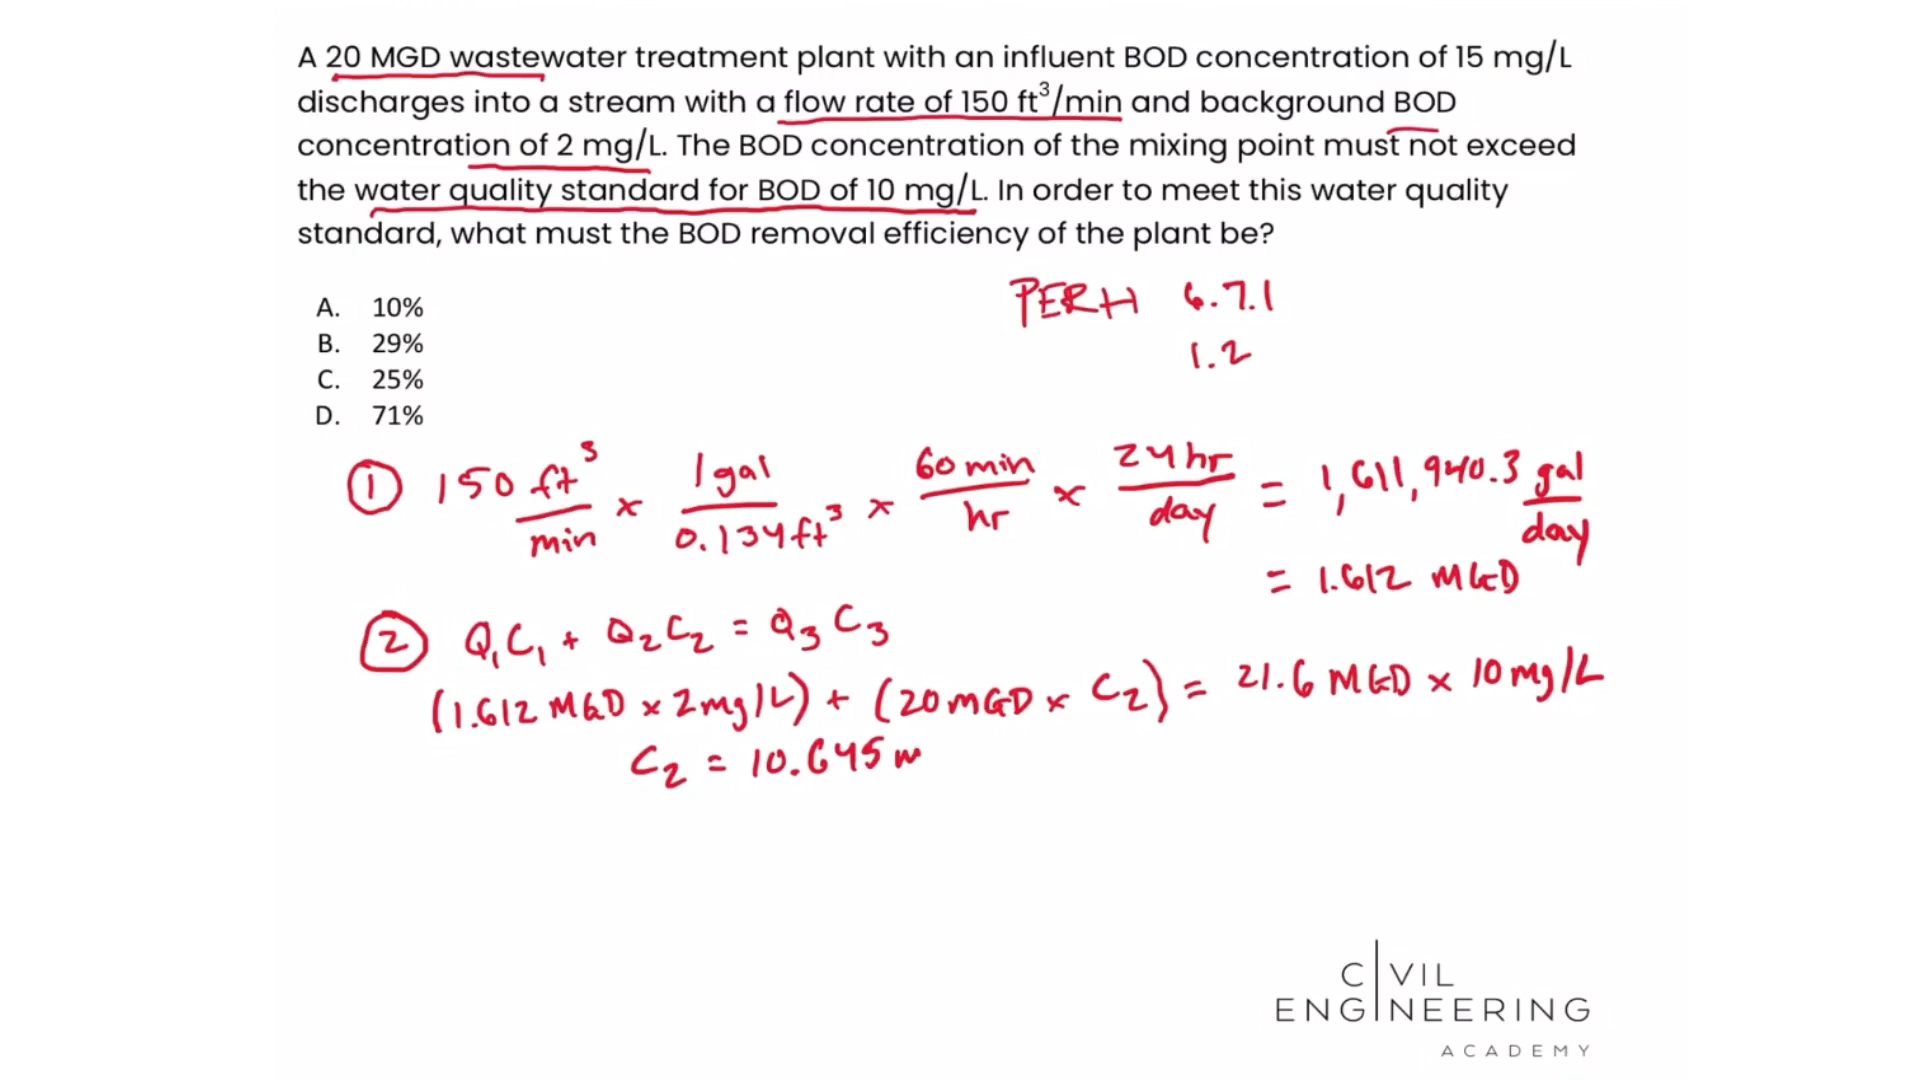 A 20 MGD wastewater treatment plant with an influent BOD concentration of 15 mg/L
discharges into a stream with a flow rate of 150 ft³/min and background BOD
concentration of 2 mg/L. The BOD concentration of the mixing point must not exceed
the water quality standard for BOD of 10 mg/L. In order to meet this water quality
standard, what must the BOD removal efficiency of the plant be?
PERH 6.7.1
1.2
A. 10%
B. 29%
C. 25%
D. 71%
① 150 ft³/min × 1 gal/0.134 ft³ × 60 min/hr × 24 hr/day = 1,611,940.3 gal/day
= 1.612 MGD
② Q₁C₁ + Q₂C₂ = Q₃C₃
(1.612 MGD × 2mg/L) + (20 MGD × C₂) = 21.6 MGD × 10 mg/L
C₂ = 10.645 m
CIVIL
ENGINEERING
ACADEMY